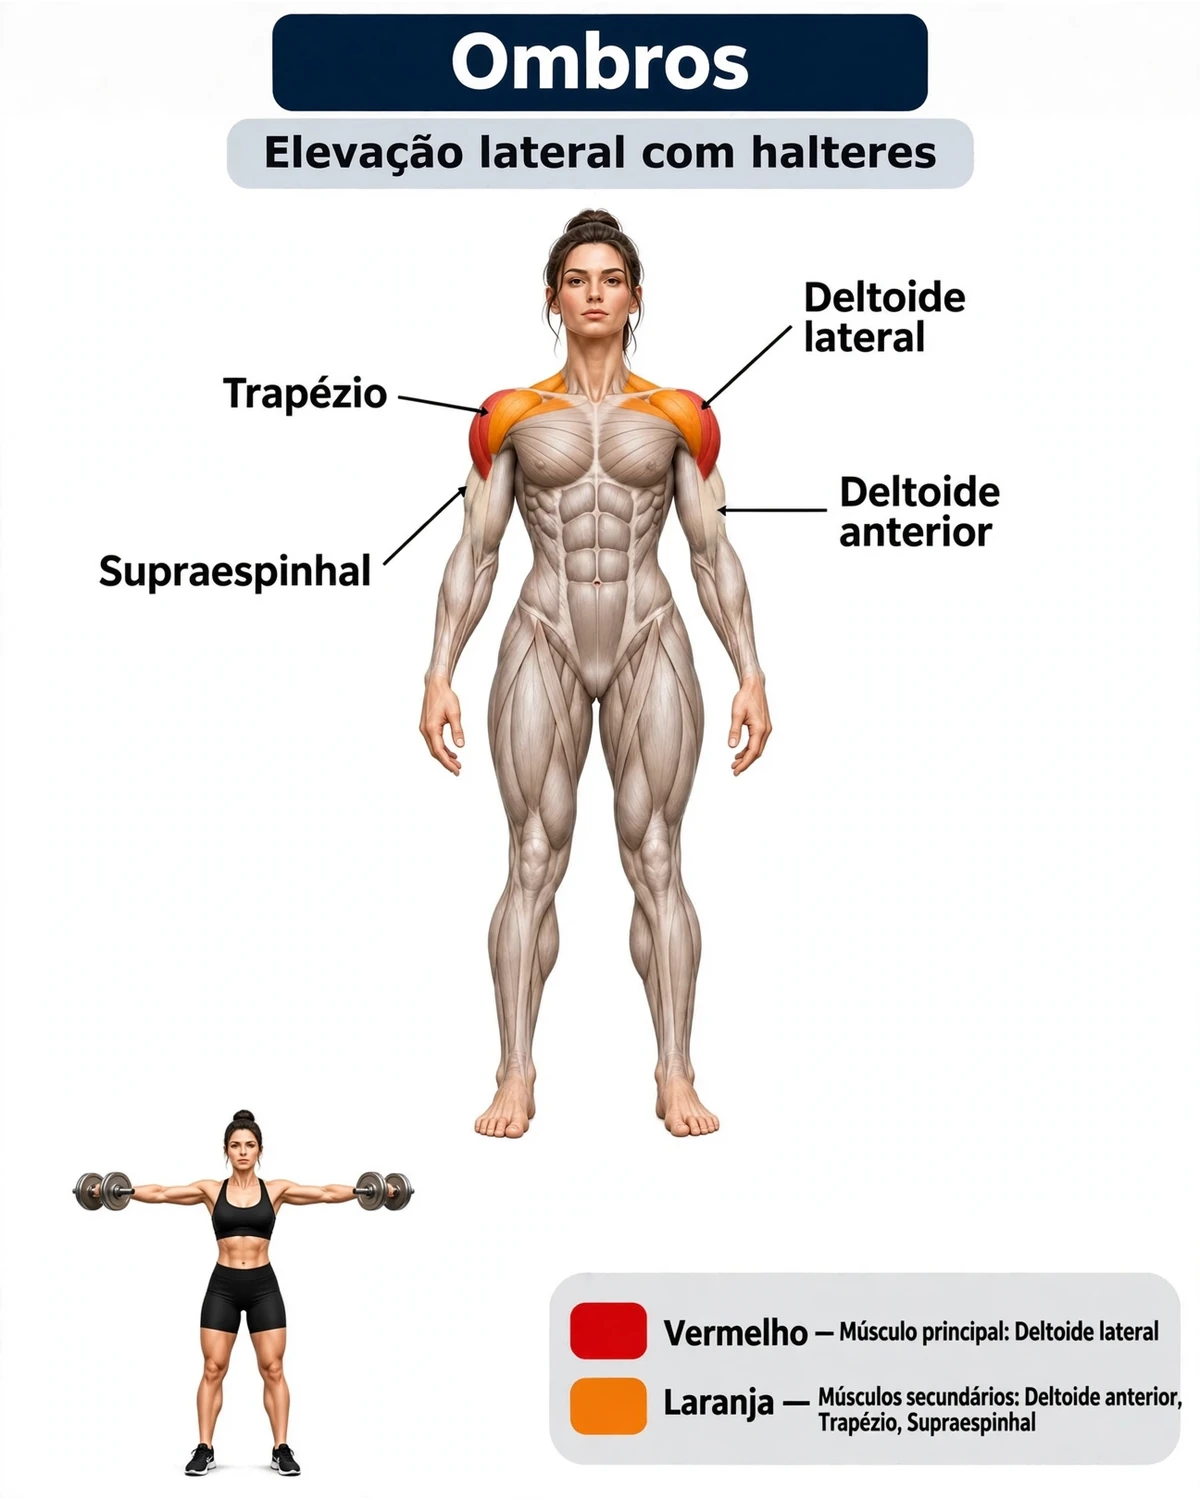 Ombros
Elevação lateral com halteres
Deltoide
lateral
Trapézio
Deltoide
anterior
Supraespinhal
Vermelho — Músculo principal: Deltoide lateral
Laranja — Músculos secundários: Deltoide anterior,
Trapézio, Supraespinhal